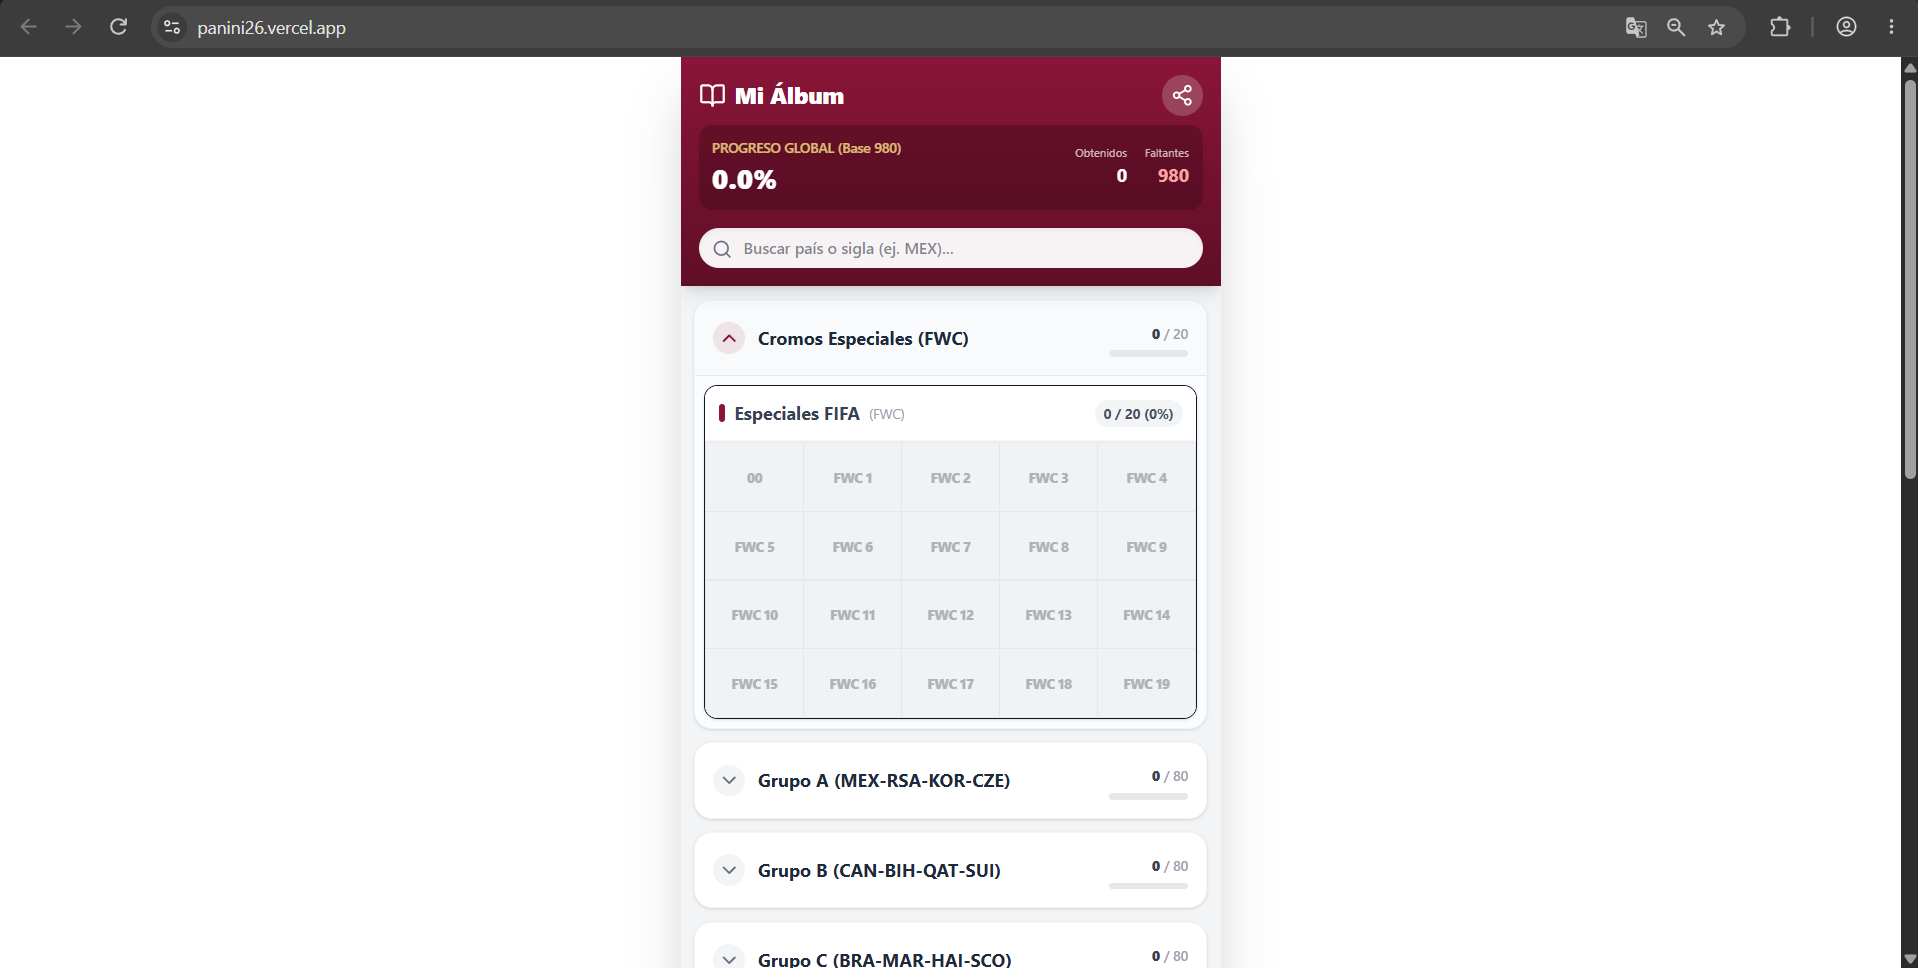 panini26.vercel.app
Mi Álbum
PROGRESO GLOBAL (Base 980)
0.0%
Obtenidos Faltantes
0 980
Buscar país o sigla (ej. MEX)...
Cromos Especiales (FWC)
0 / 20
Especiales FIFA (FWC) 0 / 20 (0%)
00 FWC 1 FWC 2 FWC 3 FWC 4
FWC 5 FWC 6 FWC 7 FWC 8 FWC 9
FWC 10 FWC 11 FWC 12 FWC 13 FWC 14
FWC 15 FWC 16 FWC 17 FWC 18 FWC 19
Grupo A (MEX-RSA-KOR-CZE)
0 / 80
Grupo B (CAN-BIH-QAT-SUI)
0 / 80
Grupo C (BRA-MAR-HAI-SCO)
0 / 80